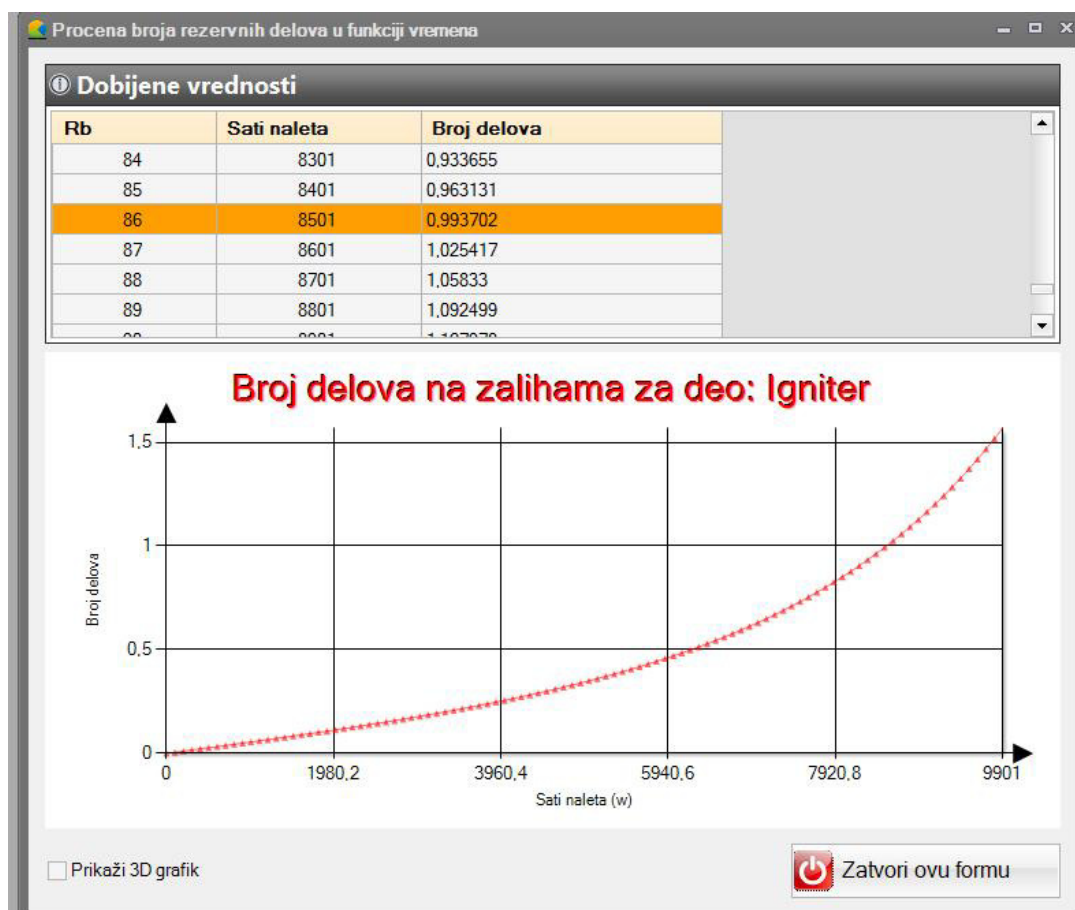 Procena broja rezervnih delova u funkciji vremena
Dobijene vrednosti
Rb Sati naleta Broj delova
84 8301 0,933655
85 8401 0,963131
86 8501 0,993702
87 8601 1,025417
88 8701 1,05833
89 8801 1,092499
Broj delova na zalihama za deo: Igniter
1,5
1
0,5
0
Broj delova
0 1980,2 3960,4 5940,6 7920,8 9901
Sati naleta (w)
Prikaži 3D grafik
Zatvori ovu formu